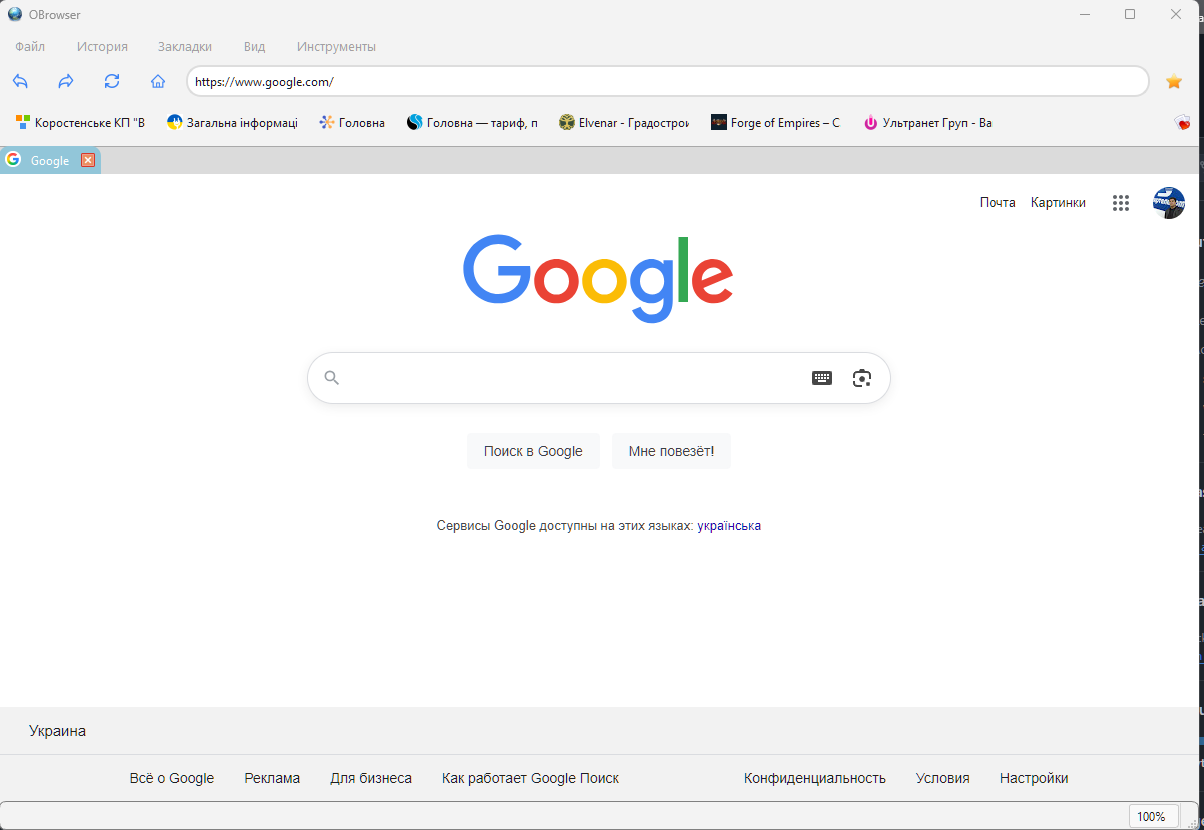 OBrowser
Файл История Закладки Вид Инструменты
https://www.google.com/
Коростенське КП "В Загальна інформаці Головна Головна — тариф, п Elvenar - Градострои Forge of Empires – C Ультранет Груп - Ва
Google
Почта Картинки
Google
Поиск в Google Мне повезёт!
Сервисы Google доступны на этих языках: українська
Украина
Всё о Google Реклама Для бизнеса Как работает Google Поиск Конфиденциальность Условия Настройки
100%